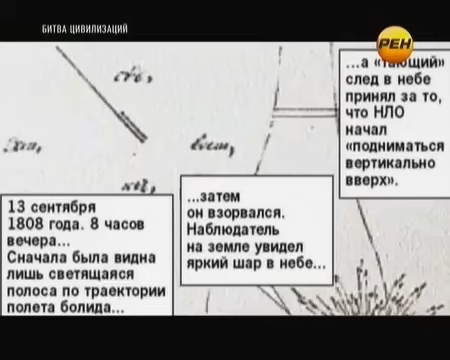 БИТВА ЦИВИЛИЗАЦИЙ
РЕН
...а «тающий»
след в небе
принял за то,
что НЛО
начал
«подниматься
вертикально
вверх».
13 сентября
1808 года. 8 часов
вечера...
Сначала была видна
лишь светящаяся
полоса по траектории
полета болида...
...затем
он взорвался.
Наблюдатель
на земле увидел
яркий шар в небе...